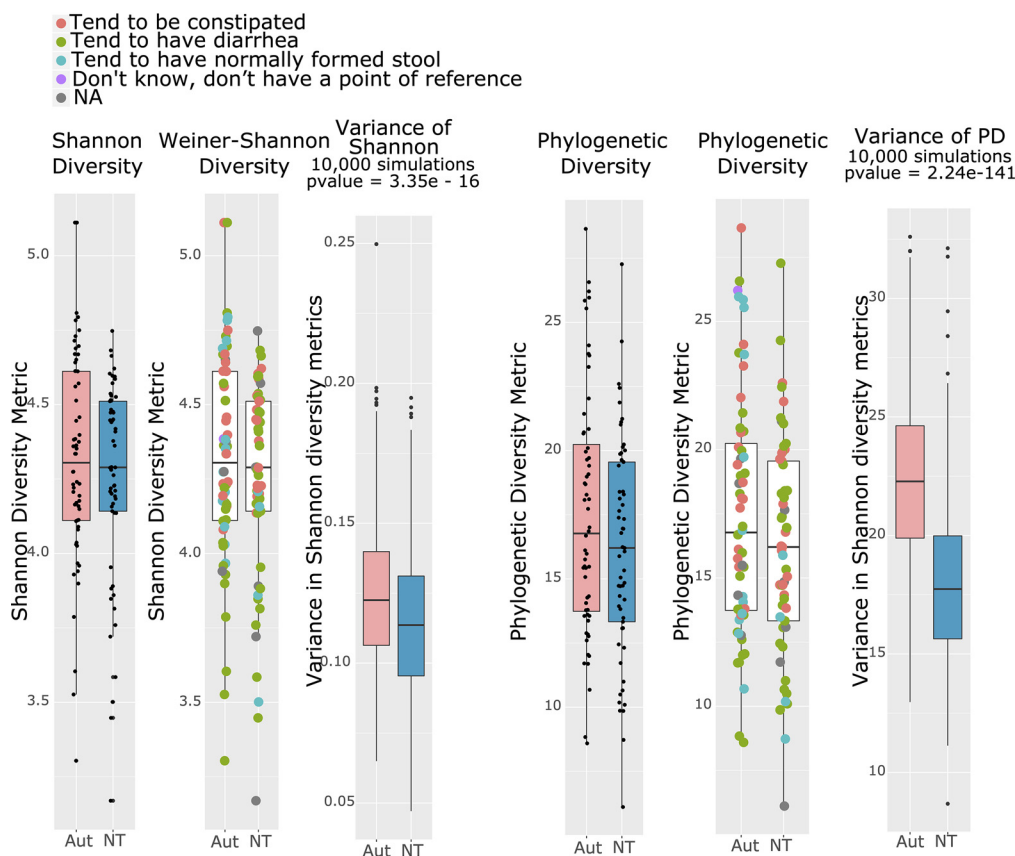 Tend to be constipated
Tend to have diarrhea
Tend to have normally formed stool
Don't know, don’t have a point of reference
NA
Shannon
Diversity
Weiner-Shannon
Diversity
Variance of
Shannon
10,000 simulations
pvalue = 3.35e - 16
Phylogenetic
Diversity
Phylogenetic
Diversity
Variance of PD
10,000 simulations
pvalue = 2.24e-141
Shannon Diversity Metric
5.0
4.5
4.0
3.5
Aut NT
Shannon Diversity Metric
5.0
4.5
4.0
3.5
Aut NT
Variance in Shannon diversity metrics
0.25
0.20
0.15
0.10
0.05
Aut NT
Phylogenetic Diversity Metric
25
20
15
10
Aut NT
Phylogenetic Diversity Metric
25
20
15
10
Aut NT
Variance in Shannon diversity metrics
30
25
20
15
10
Aut NT